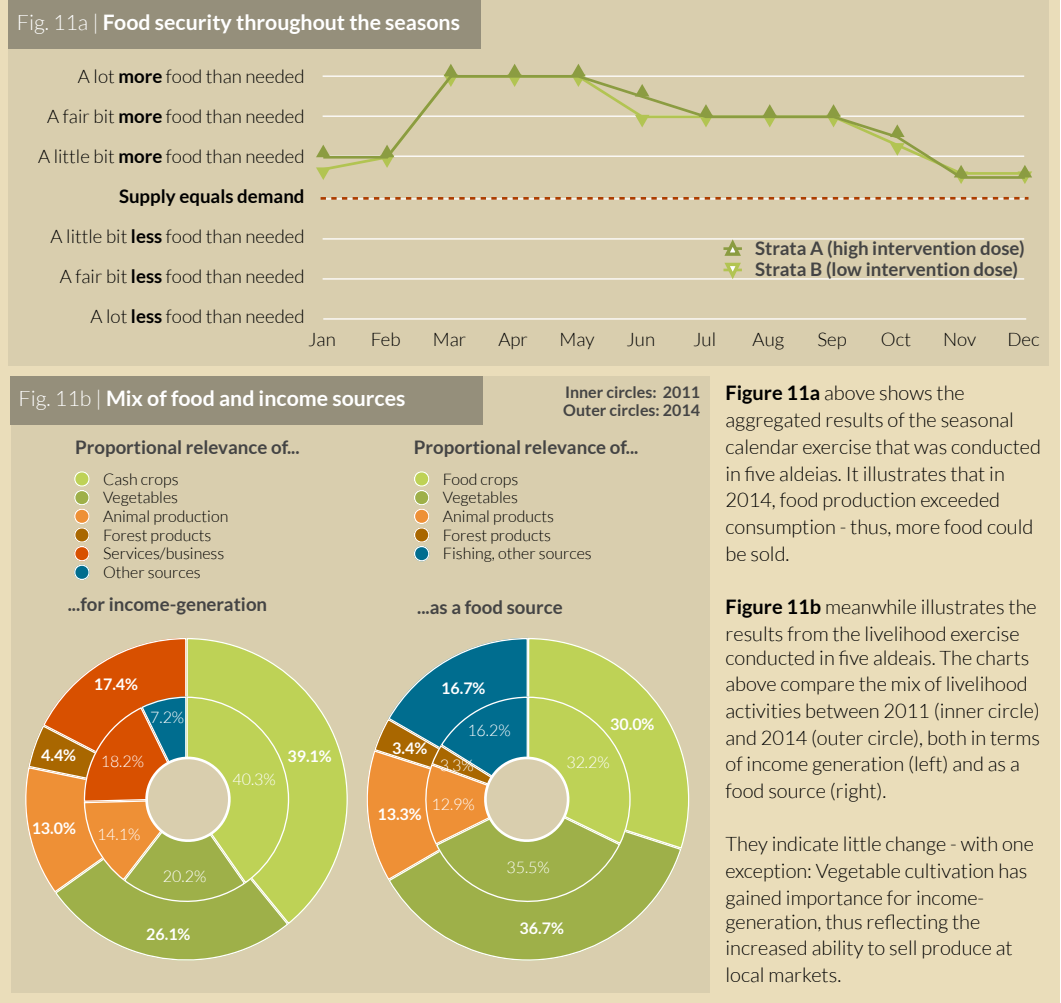 Fig. 11a | Food security throughout the seasons
A lot more food than needed
A fair bit more food than needed
A little bit more food than needed
Supply equals demand
A little bit less food than needed
A fair bit less food than needed
A lot less food than needed
Strata A (high intervention dose)
Strata B (low intervention dose)
Jan Feb Mar Apr May Jun Jul Aug Sep Oct Nov Dec
Fig. 11b | Mix of food and income sources
Inner circles: 2011
Outer circles: 2014
Proportional relevance of...
Cash crops
Vegetables
Animal production
Forest products
Services/business
Other sources
...for income-generation
17.4%
7.2%
4.4%
18.2%
40.3%
39.1%
13.0%
14.1%
20.2%
26.1%
Proportional relevance of...
Food crops
Vegetables
Animal products
Forest products
Fishing, other sources
...as a food source
16.7%
30.0%
16.2%
3.4%
3.3%
32.2%
13.3%
12.9%
35.5%
36.7%
Figure 11a above shows the
aggregated results of the seasonal
calendar exercise that was conducted
in five aldeias. It illustrates that in
2014, food production exceeded
consumption - thus, more food could
be sold.
Figure 11b meanwhile illustrates the
results from the livelihood exercise
conducted in five aldeais. The charts
above compare the mix of livelihood
activities between 2011 (inner circle)
and 2014 (outer circle), both in terms
of income generation (left) and as a
food source (right).
They indicate little change - with one
exception: Vegetable cultivation has
gained importance for income-
generation, thus reflecting the
increased ability to sell produce at
local markets.